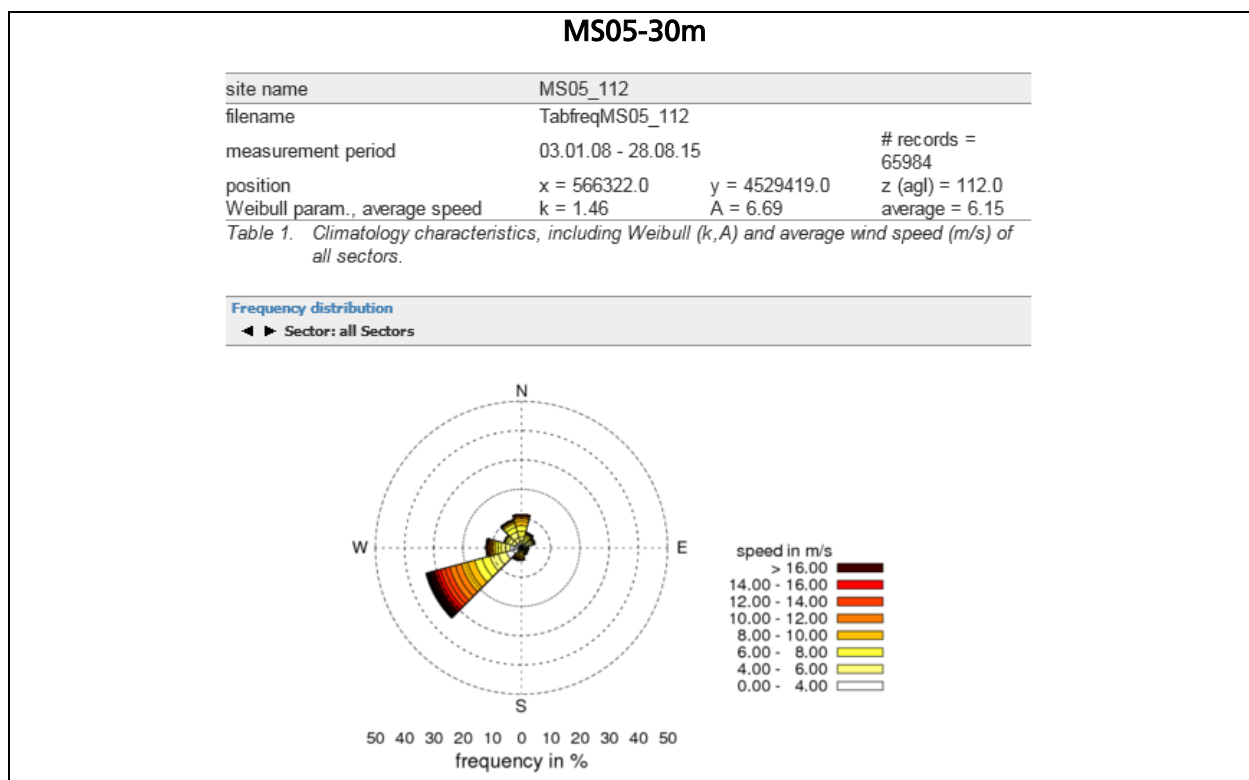 MS05-30m
site name MS05_112
filename TabfreqMS05_112
measurement period 03.01.08 - 28.08.15 # records = 65984
position x = 566322.0 y = 4529419.0 z (agl) = 112.0
Weibull param., average speed k = 1.46 A = 6.69 average = 6.15
Table 1. Climatology characteristics, including Weibull (k,A) and average wind speed (m/s) of
all sectors.
Frequency distribution
◄ ► Sector: all Sectors
N
W E
S
50 40 30 20 10 0 10 20 30 40 50
frequency in %
speed in m/s
> 16.00
14.00 - 16.00
12.00 - 14.00
10.00 - 12.00
8.00 - 10.00
6.00 - 8.00
4.00 - 6.00
0.00 - 4.00